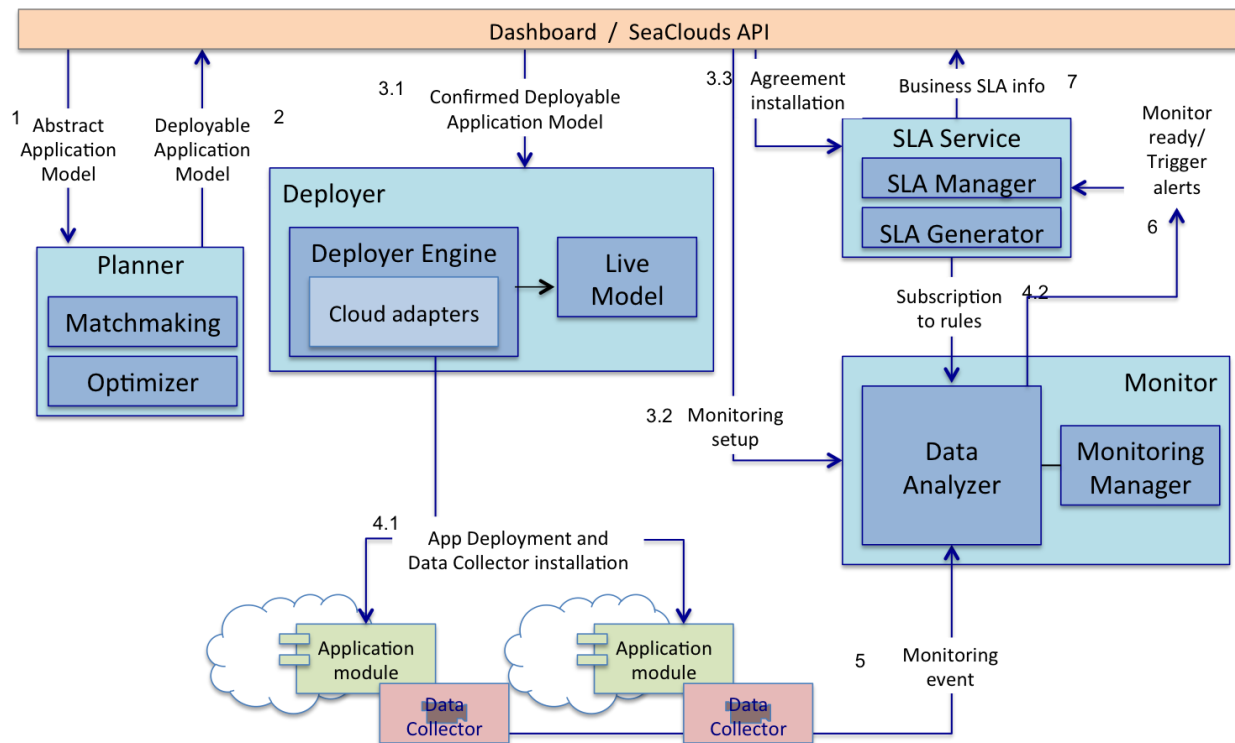 Dashboard / SeaClouds API
1
Abstract
Application
Model
Deployable
Application
Model
2
3.1
Confirmed Deployable
Application Model
3.3
Agreement
installation
Business SLA info
7
Monitor
ready/
Trigger
alerts
6
SLA Service
SLA Manager
SLA Generator
Planner
Matchmaking
Optimizer
Deployer
Deployer Engine
Cloud adapters
Live
Model
Subscription
to rules
4.2
3.2
Monitoring
setup
Monitor
Data
Analyzer
Monitoring
Manager
4.1
App Deployment and
Data Collector installation
Application
module
Data
Collector
Application
module
Data
Collector
5
Monitoring
event